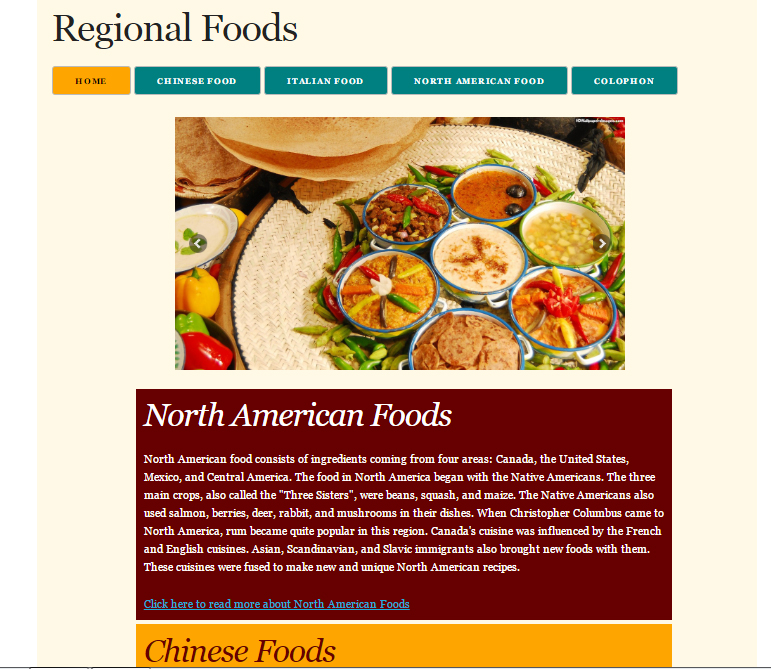 Regional Foods
HOME
CHINESE FOOD
ITALIAN FOOD
NORTH AMERICAN FOOD
COLOPHON
North American Foods
North American food consists of ingredients coming from four areas: Canada, the United States,
Mexico, and Central America. The food in North America began with the Native Americans. The three
main crops, also called the "Three Sisters", were beans, squash, and maize. The Native Americans also
used salmon, berries, deer, rabbit, and mushrooms in their dishes. When Christopher Columbus came to
North America, rum became quite popular in this region. Canada's cuisine was influenced by the French
and English cuisines. Asian, Scandinavian, and Slavic immigrants also brought new foods with them.
These cuisines were fused to make new and unique North American recipes.
Click here to read more about North American Foods
Chinese Foods